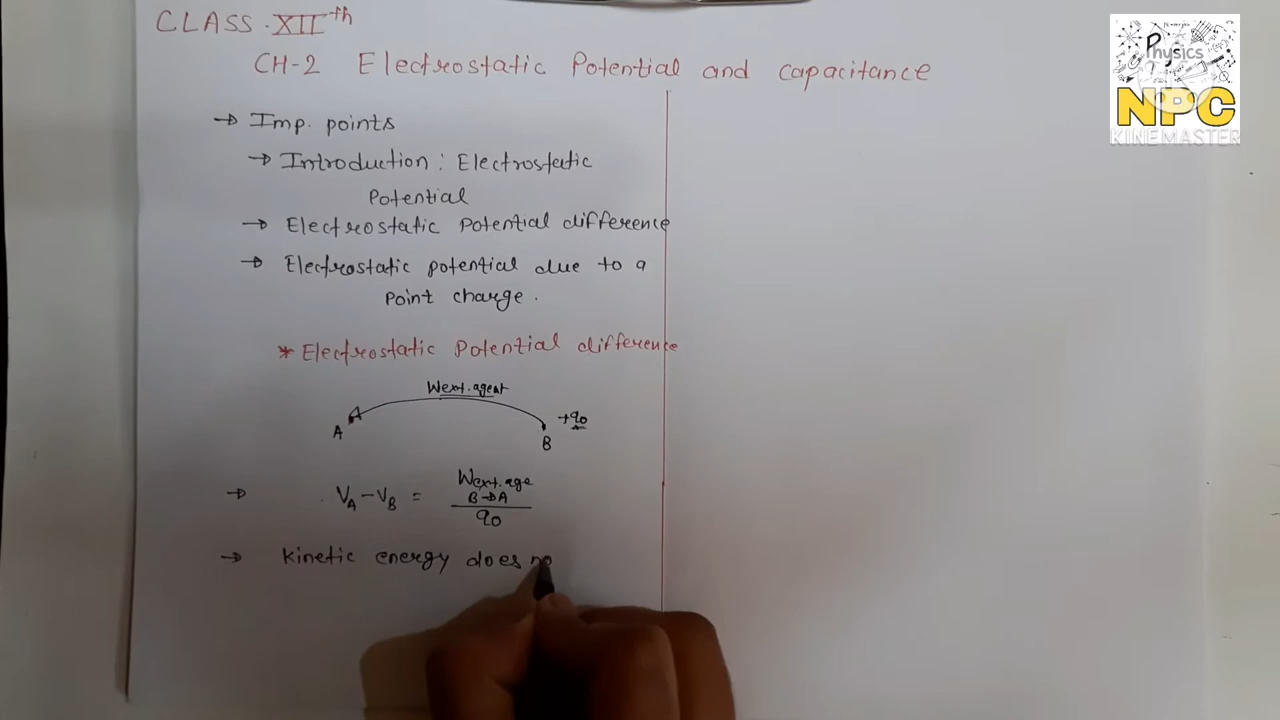 CLASS XIIth
CH-2 Electrostatic Potential and capacitance
→ Imp. points
→ Introduction : Electrostatic
Potential
→ Electrostatic Potential difference
→ Electrostatic potential due to a
Point charge.
* Electrostatic Potential difference
Wext. agent
A
B
+q0
→ VA - VB = Wext. age B→A / q0
→ Kinetic energy does no
Physics
NPC
KINEMASTER